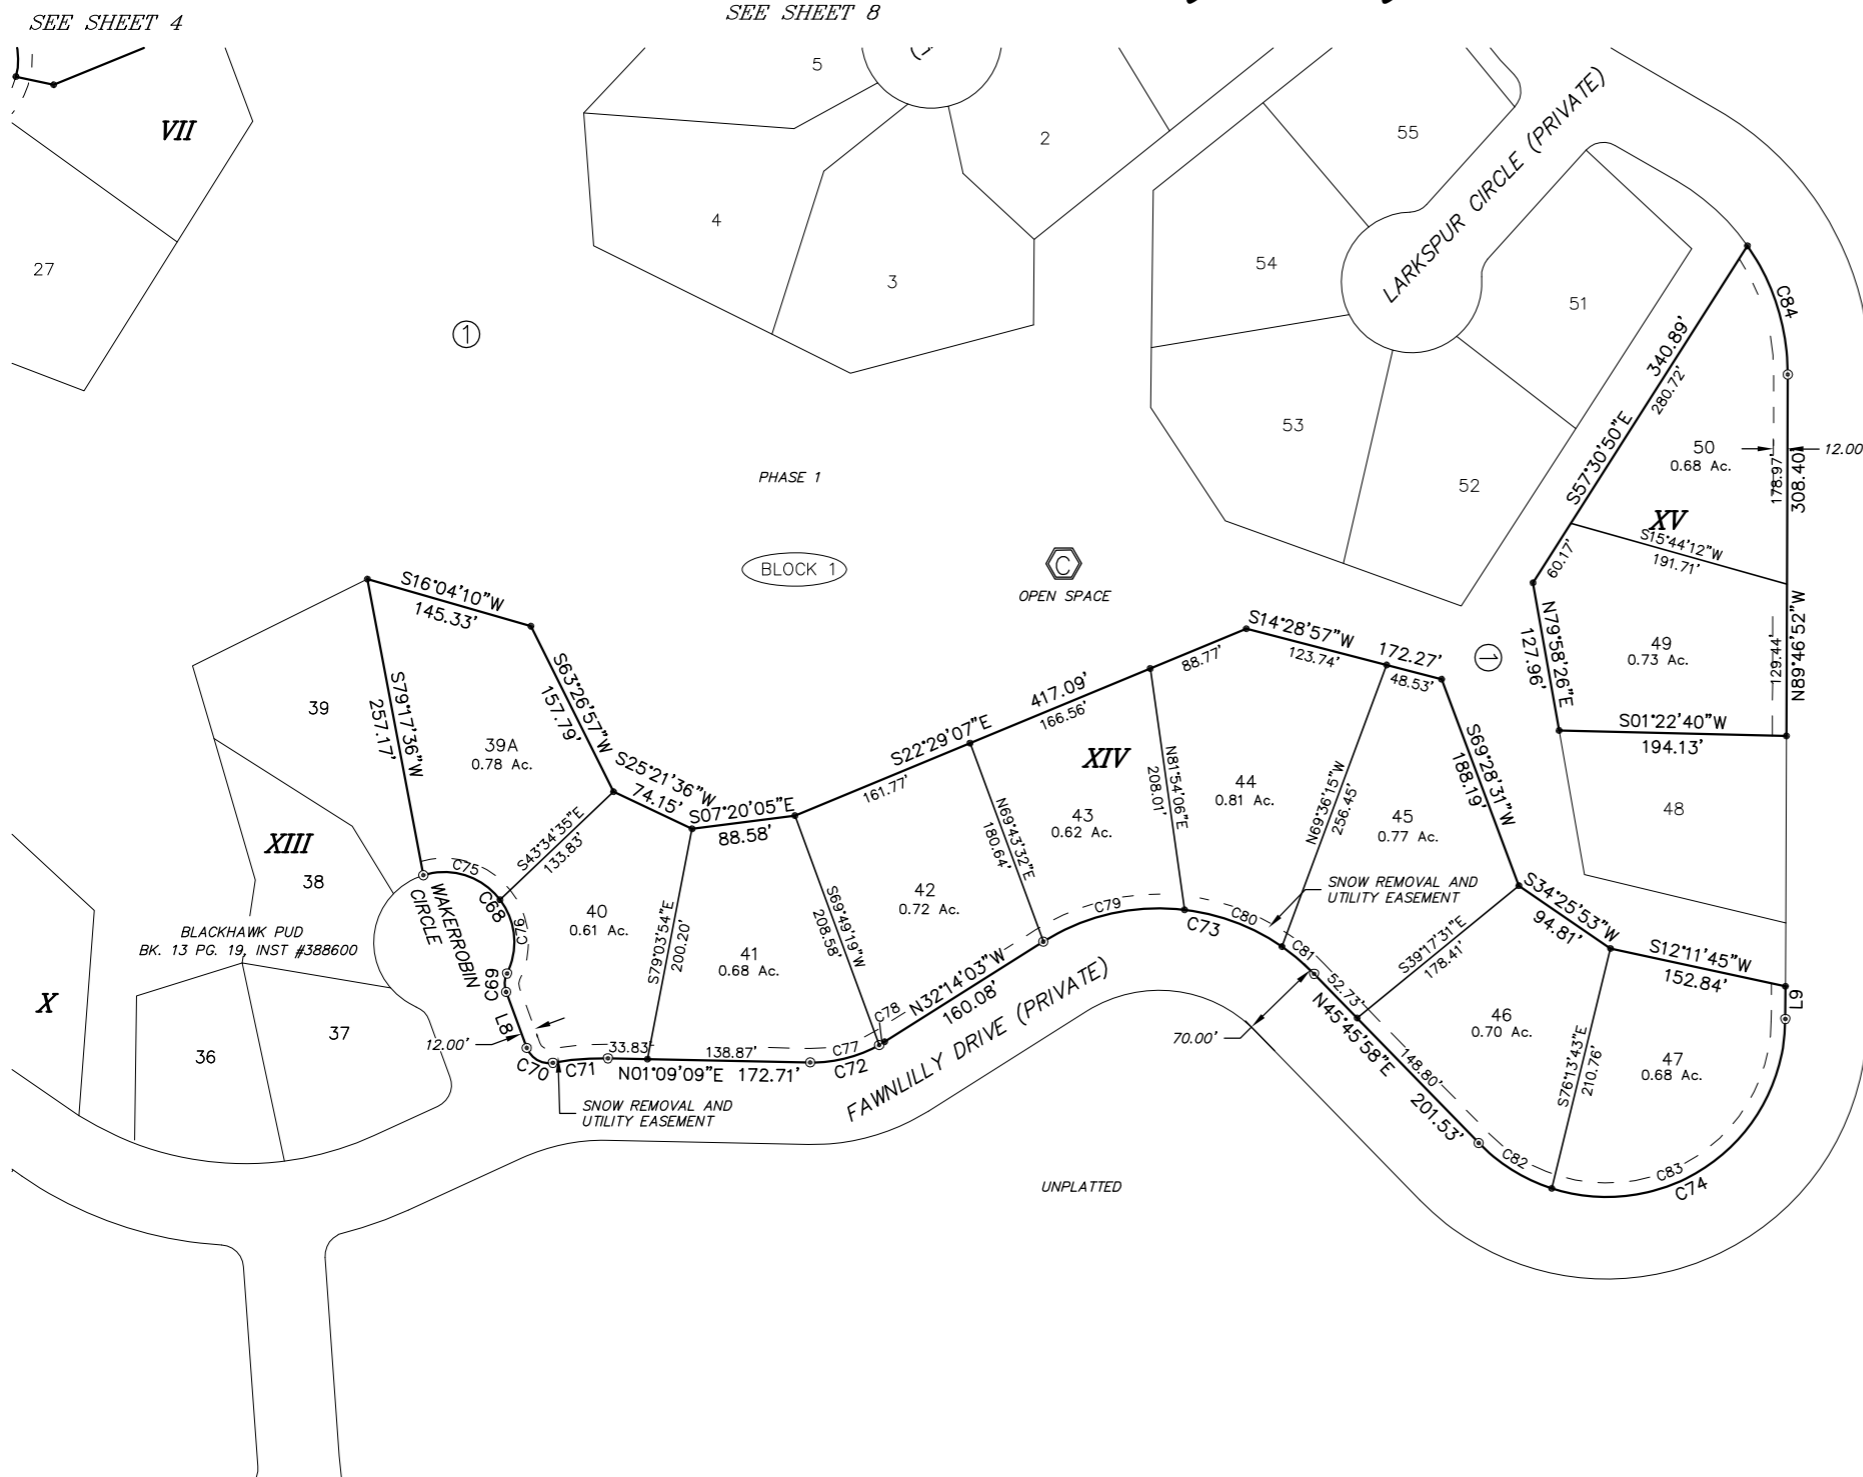 SEE SHEET 4
SEE SHEET 8
VII
27
5
2
4
3
1
55
54
53
52
51
LARKSPUR CIRCLE (PRIVATE)
C84
340.89'
280.72'
S57°30'50"E
60.17'
50
0.68 Ac.
12.00
178.97'
308.40'
XV
S15°44'12"W
191.71'
49
0.73 Ac.
129.44'
N89°46'52"W
N79°58'26"E
127.96'
S01°22'40"W
194.13'
48
PHASE 1
BLOCK 1
C
OPEN SPACE
1
S16°04'10"W
145.33'
S63°26'57"W
157.79'
S79°17'36"W
257.17'
39
39A
0.78 Ac.
S25°21'36"W
74.15'
S07°20'05"E
88.58'
S22°29'07"E
417.09'
161.77'
166.56'
88.77'
S14°28'57"W
172.27'
123.74'
48.53'
XIV
S69°28'31"W
188.19'
S34°25'53"W
94.81'
S12°11'45"W
152.84'
L9
XIII
38
BLACKHAWK PUD
BK. 13 PG. 19, INST #388600
X
36
37
WAKERROBIN
CIRCLE
C75
C68
C76
C69
L8
12.00'
C70
C71
S43°34'35"E
133.83'
40
0.61 Ac.
S79°03'54"E
200.20'
41
0.68 Ac.
S69°49'19"W
208.58'
42
0.72 Ac.
N69°43'32"E
180.64'
43
0.62 Ac.
N81°54'06"E
208.01'
44
0.81 Ac.
N69°36'15"W
256.45'
45
0.77 Ac.
SNOW REMOVAL AND
UTILITY EASEMENT
S39°17'31"E
178.41'
46
0.70 Ac.
S76°13'43"E
210.76'
47
0.68 Ac.
33.83'
138.87'
N01°09'09"E 172.71'
C77
C72
C78
N32°14'03"W
160.08'
C79
C73
C80
C81
52.73'
N45°45'58"E
148.80'
201.53'
C82
C83
C74
70.00'
FAWNLILLY DRIVE (PRIVATE)
SNOW REMOVAL AND
UTILITY EASEMENT
UNPLATTED